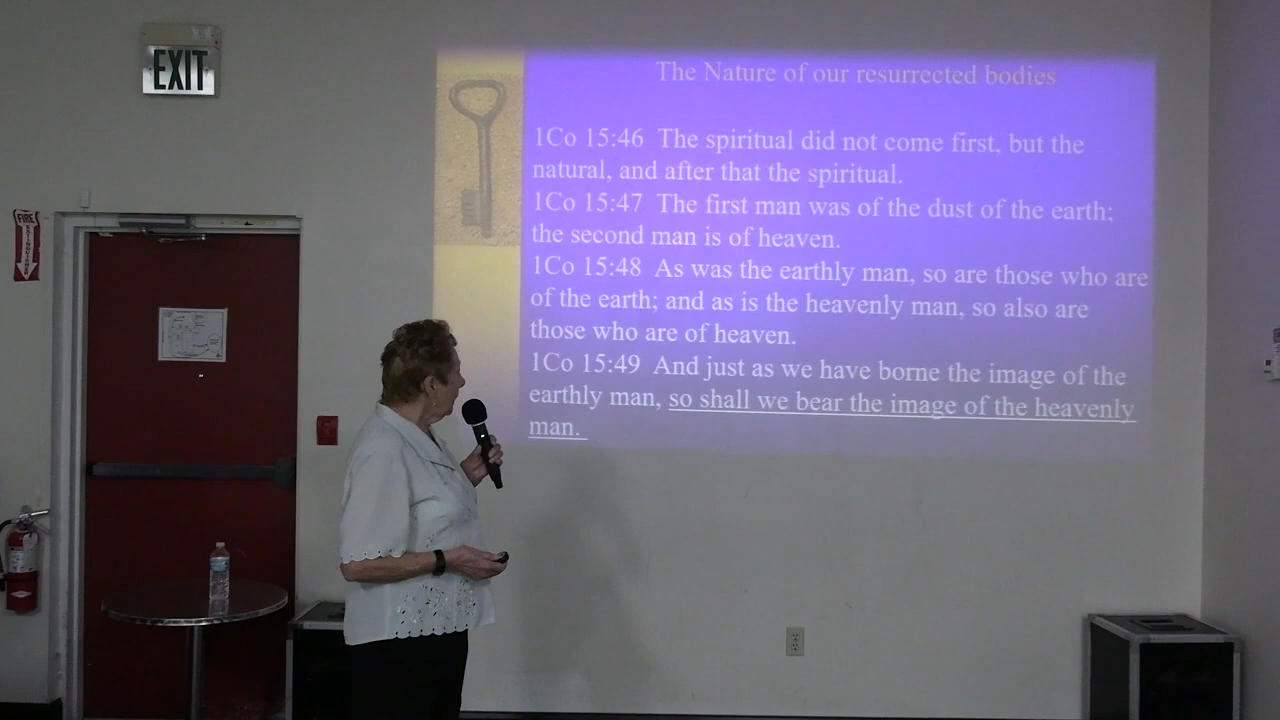 EXIT
The Nature of our resurrected bodies
1Co 15:46 The spiritual did not come first, but the
natural, and after that the spiritual.
1Co 15:47 The first man was of the dust of the earth;
the second man is of heaven.
1Co 15:48 As was the earthly man, so are those who are
of the earth; and as is the heavenly man, so also are
those who are of heaven.
1Co 15:49 And just as we have borne the image of the
earthly man, so shall we bear the image of the heavenly
man.
FIRE
EXTINGUISHER